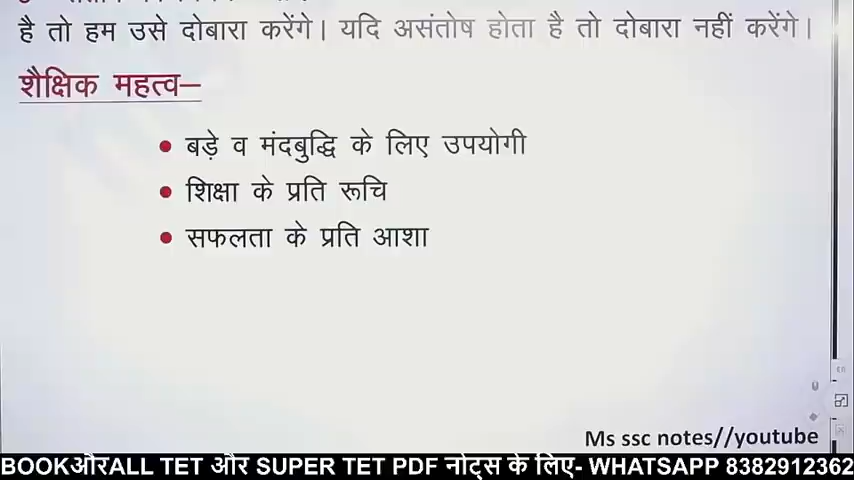 है तो हम उसे दोबारा करेंगे। यदि असंतोष होता है तो दोबारा नहीं करेंगे।
शैक्षिक महत्व–
• बड़े व मंदबुद्धि के लिए उपयोगी
• शिक्षा के प्रति रूचि
• सफलता के प्रति आशा
Ms ssc notes//youtube
BOOKऔरALL TET और SUPER TET PDF नोट्स के लिए- WHATSAPP 8382912362